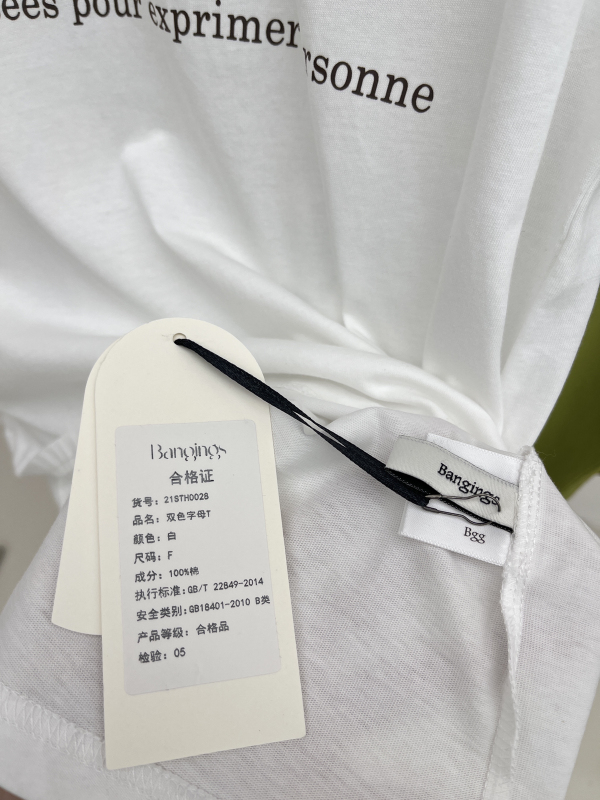 pour exprimer
rsonne
Bangings
合格证
货号：21STH0028
品名：双色字母T
颜色：白
尺码：F
成分：100%棉
执行标准：GB/T 22849-2014
安全类别：GB18401-2010 B类
产品等级：合格品
检验：05
Bangings
Bgg